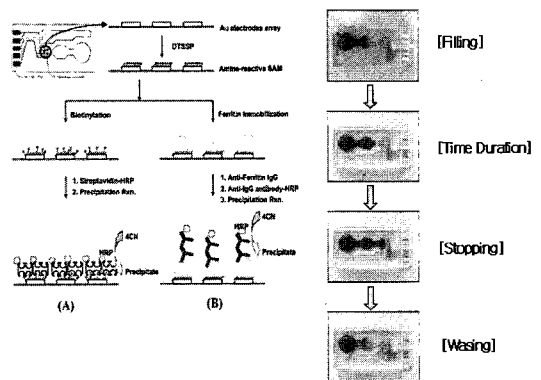 Au electrodes array
DTSSP
Amine-reactive SAM
Biotinylation
Ferritin Immobilization
1. Streptavidin-HRP
2. Precipitation Rxn.
1. Anti-Ferritin IgG
2. Anti-IgG antibody-HRP
3. Precipitation Rxn.
4CN
HRP
Precipitate
(A)
4CN
HRP
Precipitate
(B)
[Filling]
[Time Duration]
[Stopping]
[Wasing]